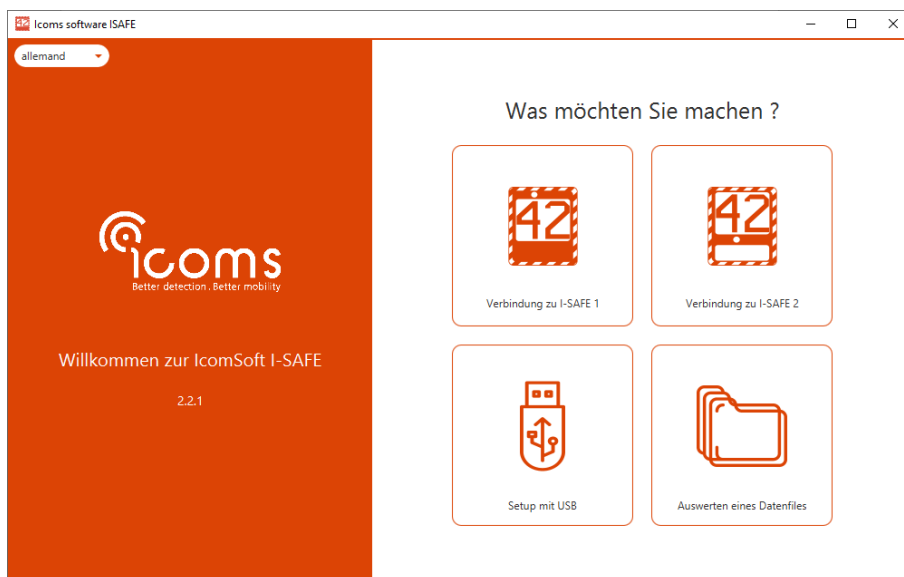 Icoms software ISAFE
allemand
icoms
Better detection . Better mobility
Willkommen zur IcomSoft I-SAFE
2.2.1
Was möchten Sie machen ?
42
42
Verbindung zu I-SAFE 1
Verbindung zu I-SAFE 2
Setup mit USB
Auswerten eines Datenfiles